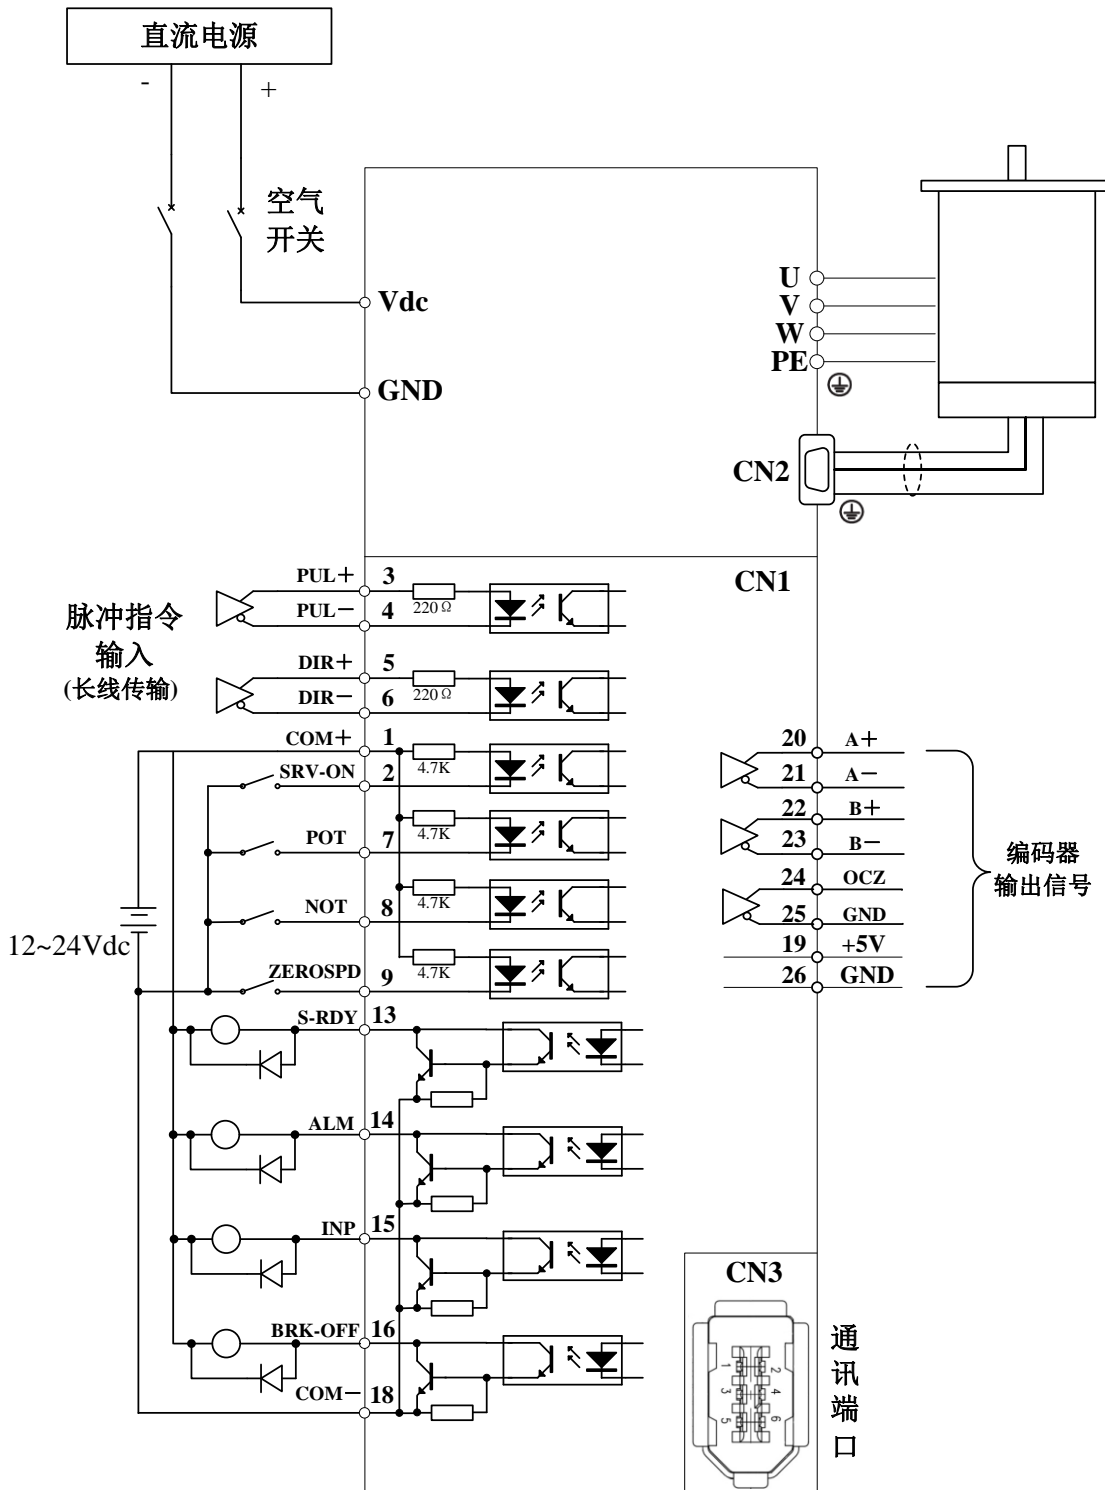 直流电源
-
+
空气
开关
Vdc
GND
U
V
W
PE
CN2
CN1
脉冲指令
输入
(长线传输)
PUL+ 3
220Ω
PUL− 4
DIR+ 5
220Ω
DIR− 6
COM+ 1
4.7K
SRV-ON 2
4.7K
POT 7
4.7K
NOT 8
4.7K
ZEROSPD 9
12~24Vdc
S-RDY 13
ALM 14
INP 15
BRK-OFF 16
COM− 18
20 A+
21 A−
22 B+
23 B−
24 OCZ
25 GND
19 +5V
26 GND
编码器
输出信号
CN3
1 2
3 4
5 6
通
讯
端
口